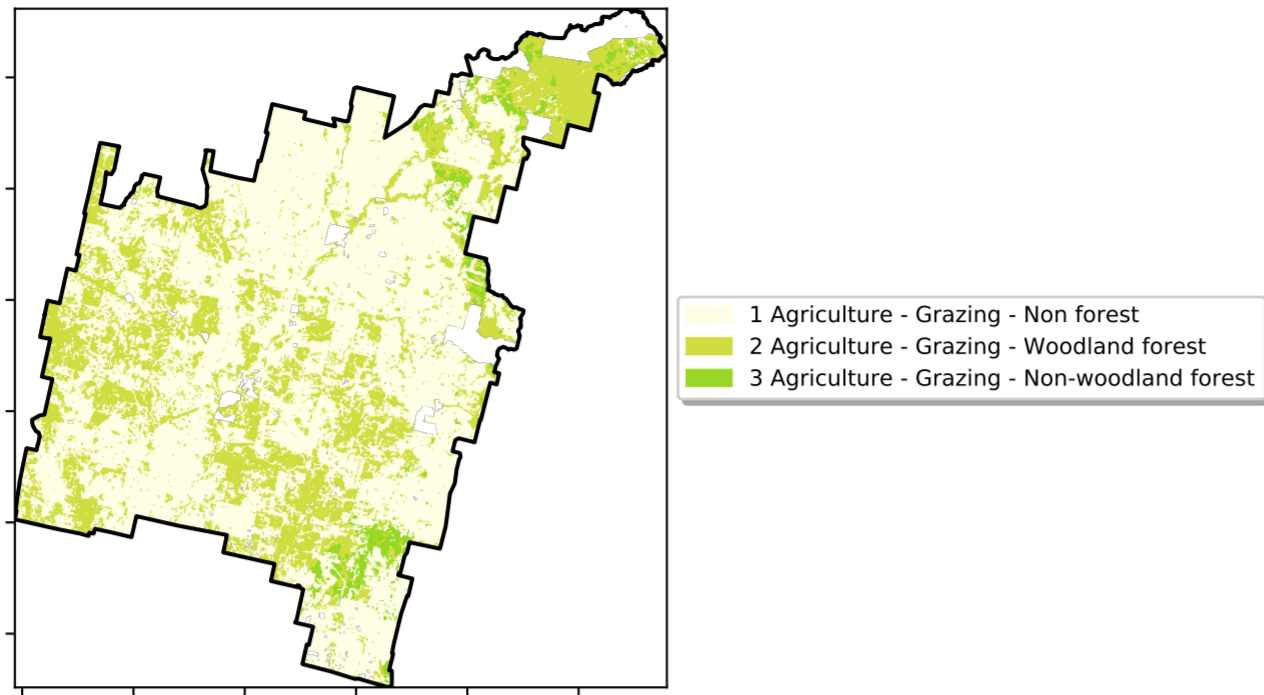 1 Agriculture - Grazing - Non forest
2 Agriculture - Grazing - Woodland forest
3 Agriculture - Grazing - Non-woodland forest